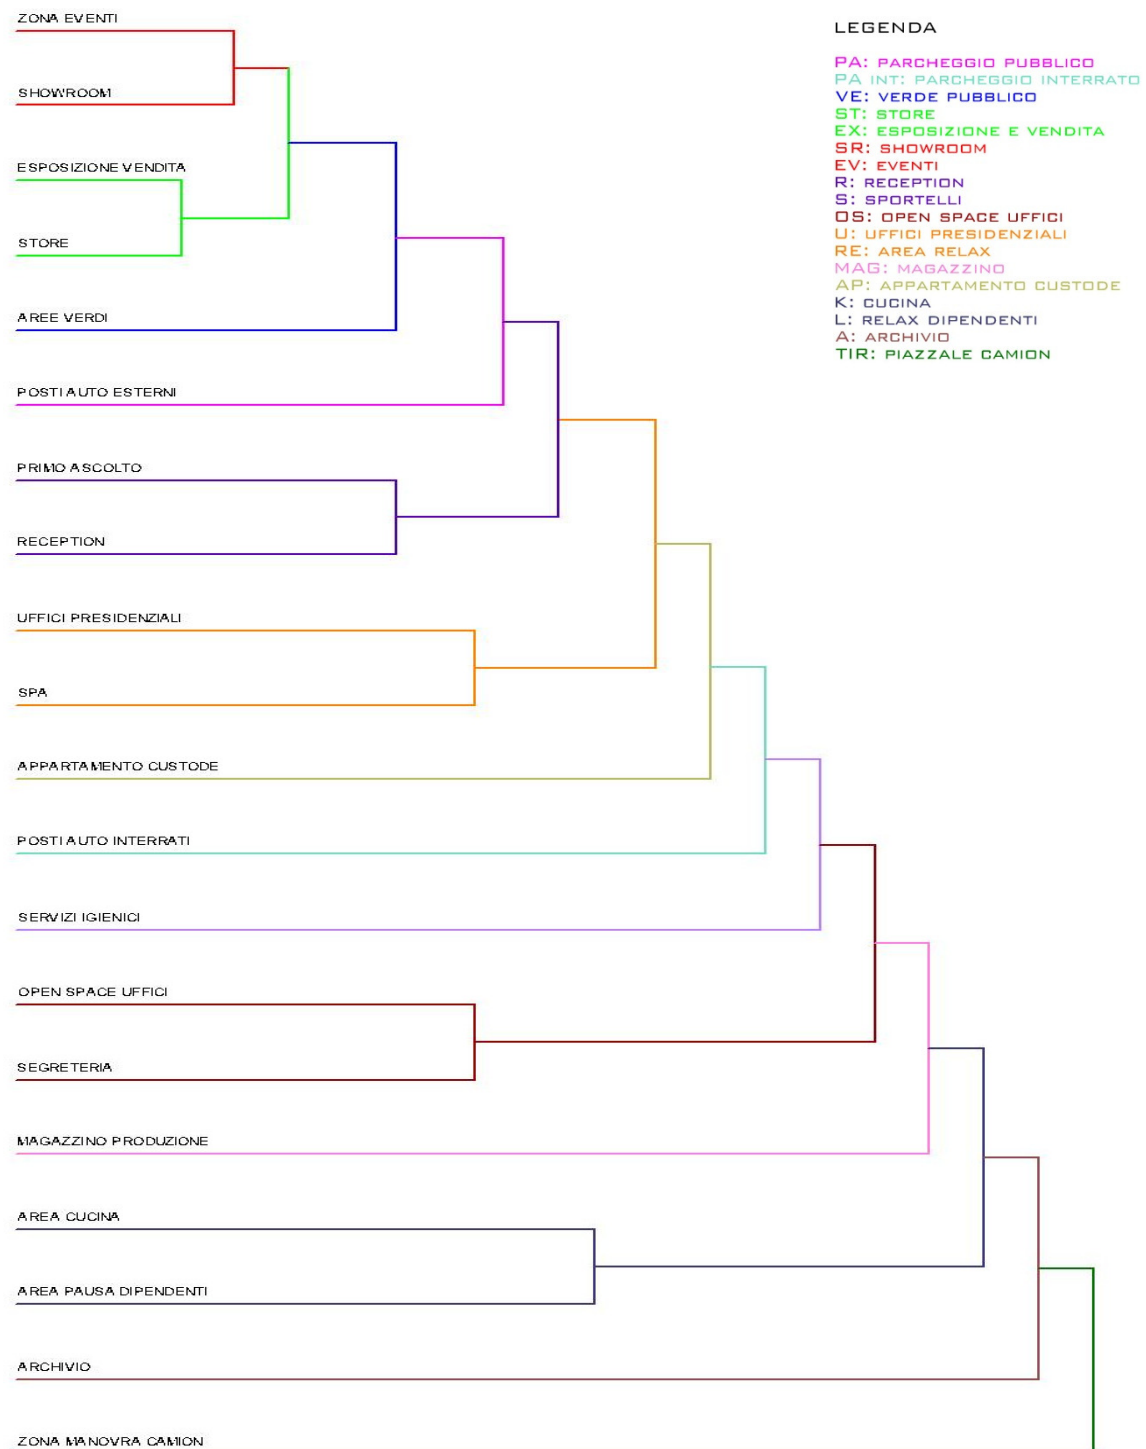 ZONA EVENTI
SHOWROOM
ESPOSIZIONE VENDITA
STORE
AREE VERDI
POSTI AUTO ESTERNI
PRIMO ASCOLTO
RECEPTION
UFFICI PRESIDENZIALI
SPA
APPARTAMENTO CUSTODE
POSTI AUTO INTERRATI
SERVIZI IGIENICI
OPEN SPACE UFFICI
SEGRETERIA
MAGAZZINO PRODUZIONE
AREA CUCINA
AREA PAUSA DIPENDENTI
ARCHIVIO
ZONA MANOVRA CAMION
LEGENDA
PA: PARCHEGGIO PUBBLICO
PA INT: PARCHEGGIO INTERRATO
VE: VERDE PUBBLICO
ST: STORE
EX: ESPOSIZIONE E VENDITA
SR: SHOWROOM
EV: EVENTI
R: RECEPTION
S: SPORTELLI
OS: OPEN SPACE UFFICI
U: UFFICI PRESIDENZIALI
RE: AREA RELAX
MAG: MAGAZZINO
AP: APPARTAMENTO CUSTODE
K: CUCINA
L: RELAX DIPENDENTI
A: ARCHIVIO
TIR: PIAZZALE CAMION